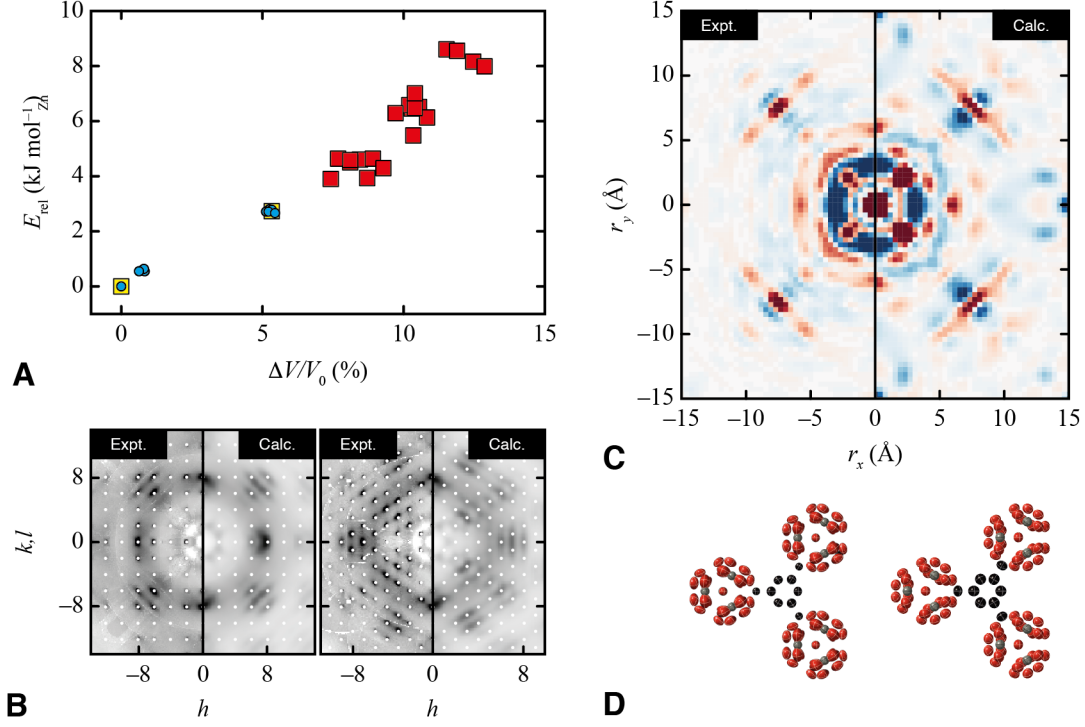 10
8
6
4
2
0
E_rel (kJ mol⁻¹_Zn)
0 5 10 15
ΔV/V₀ (%)
A
Expt. Calc.
15
10
5
0
−5
−10
−15
r_y (Å)
−15 −10 −5 0 5 10 15
r_x (Å)
C
Expt. Calc. Expt. Calc.
8
0
−8
k,l
−8 0 8 −8 0 8
h h
B
D